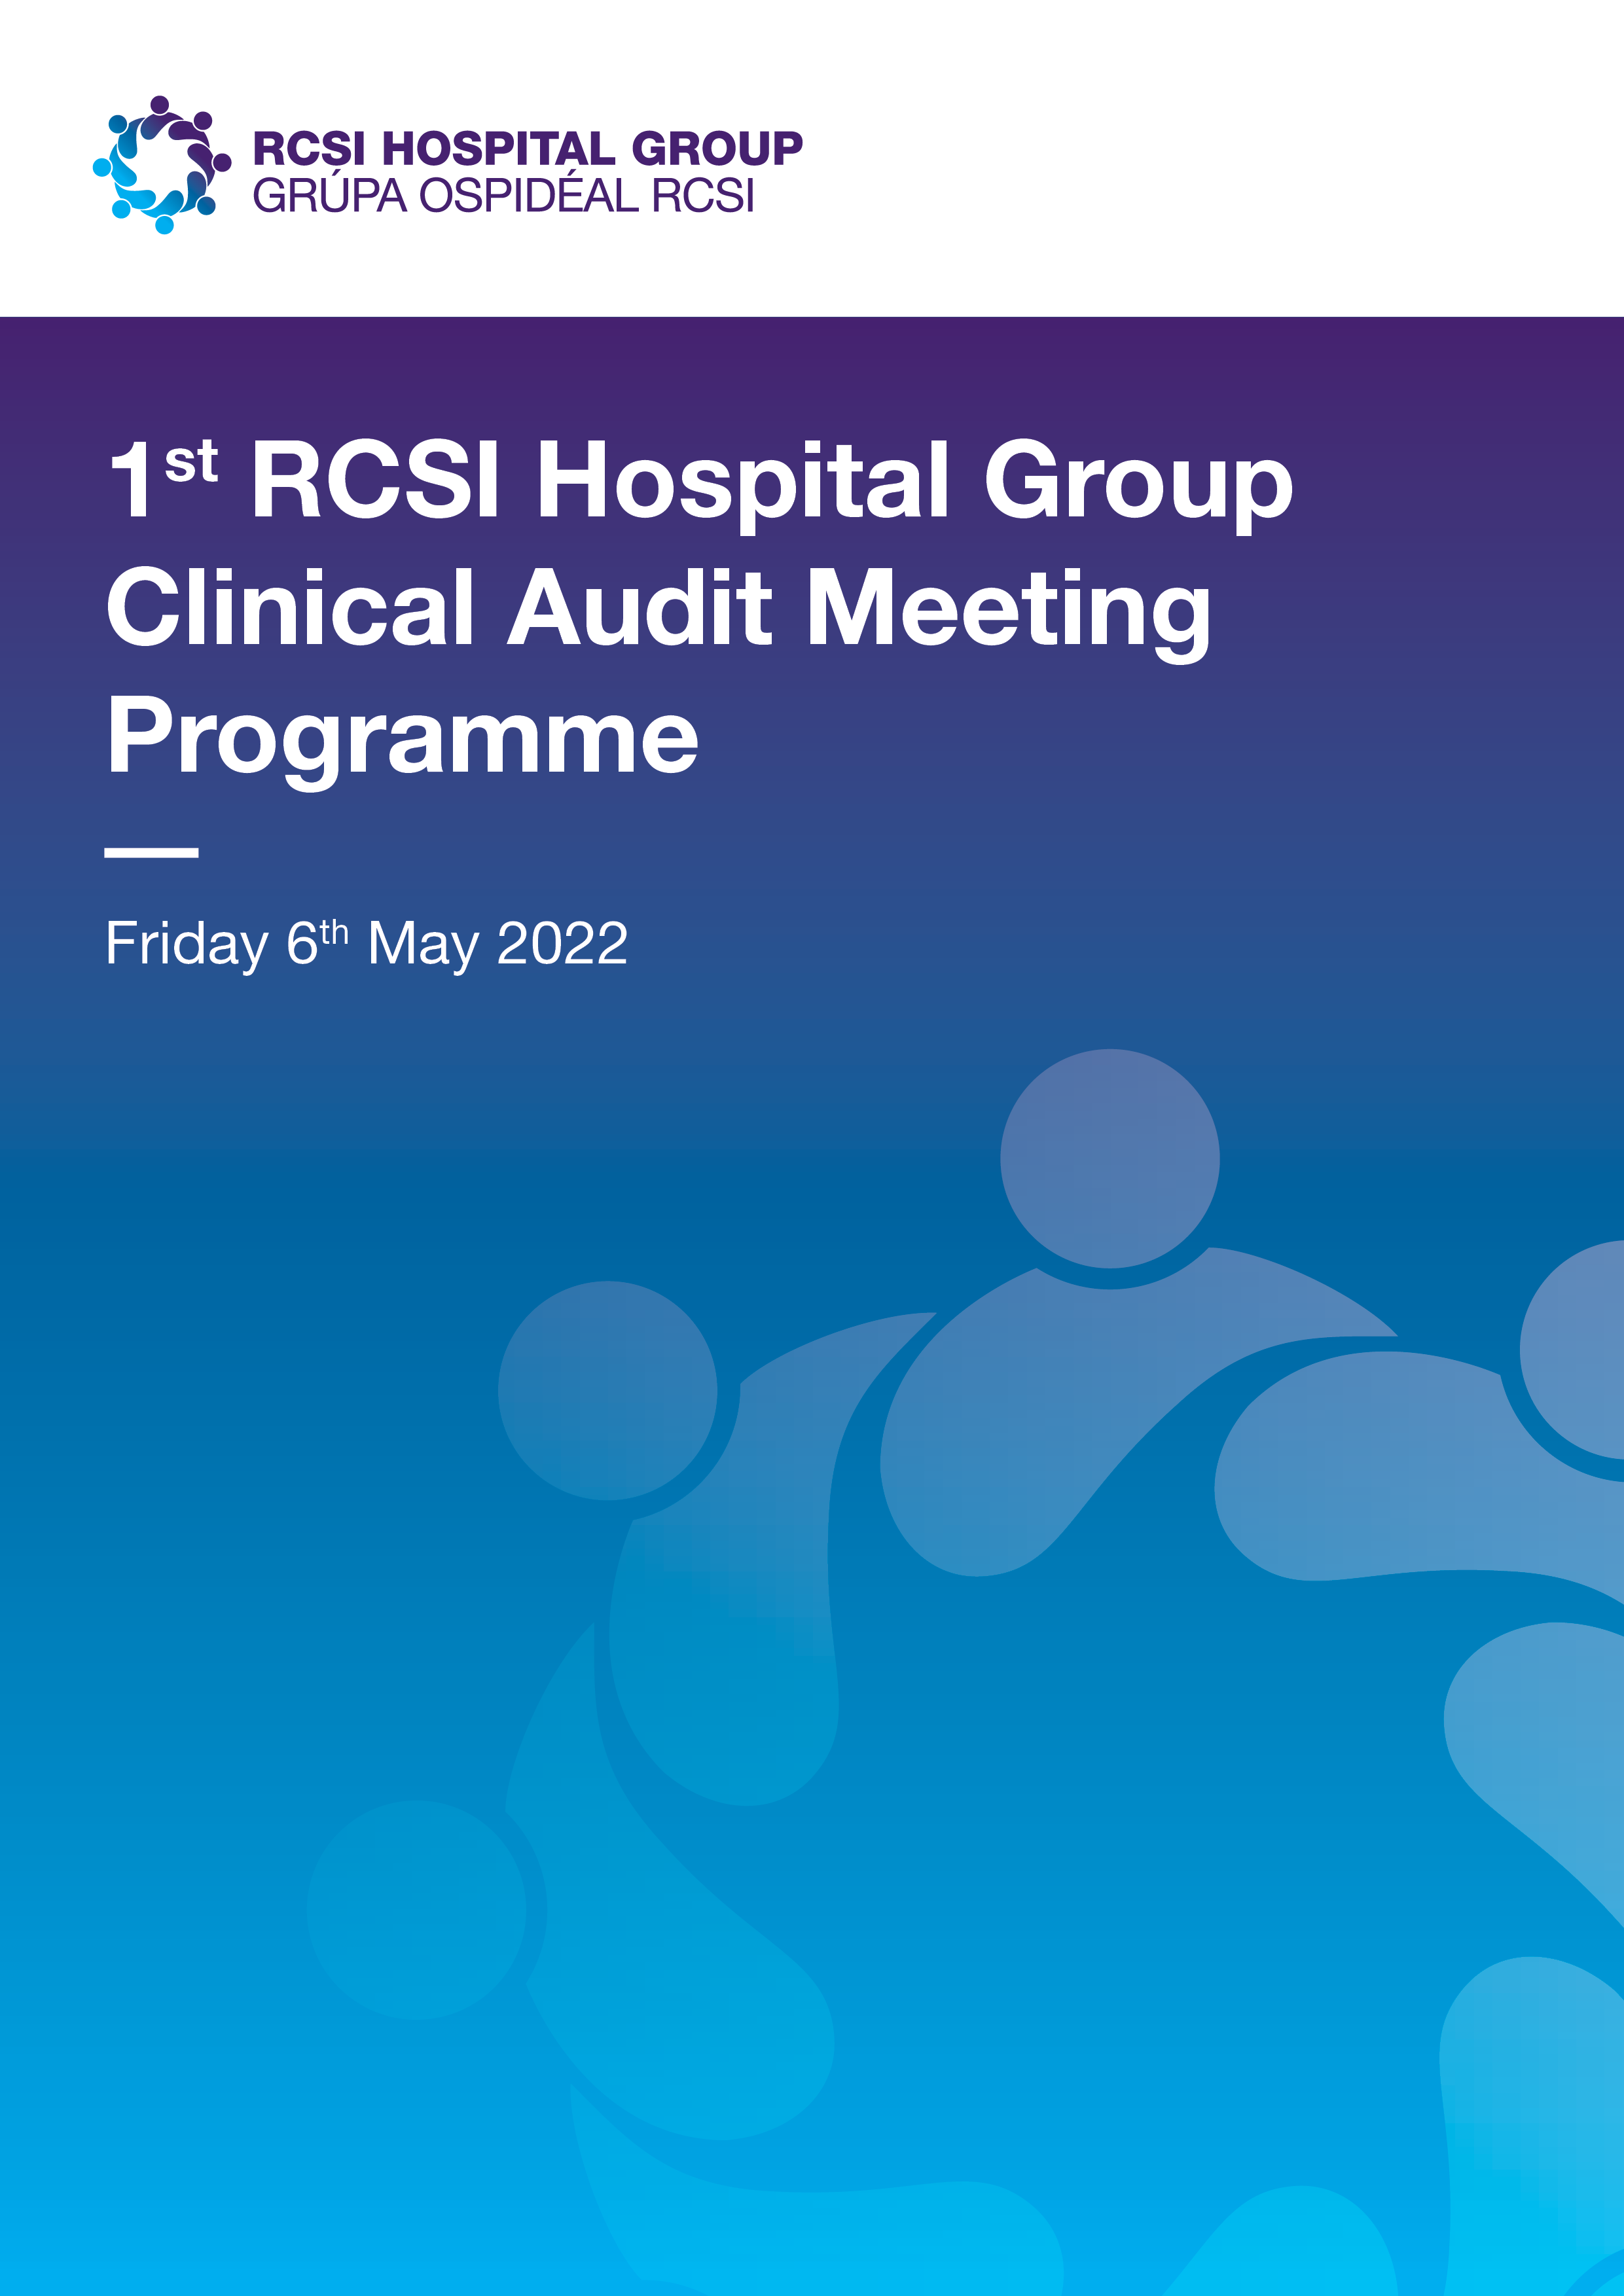 RCSI HOSPITAL GROUP
GRÚPA OSPIDÉAL RCSI
1st RCSI Hospital Group
Clinical Audit Meeting
Programme
Friday 6th May 2022